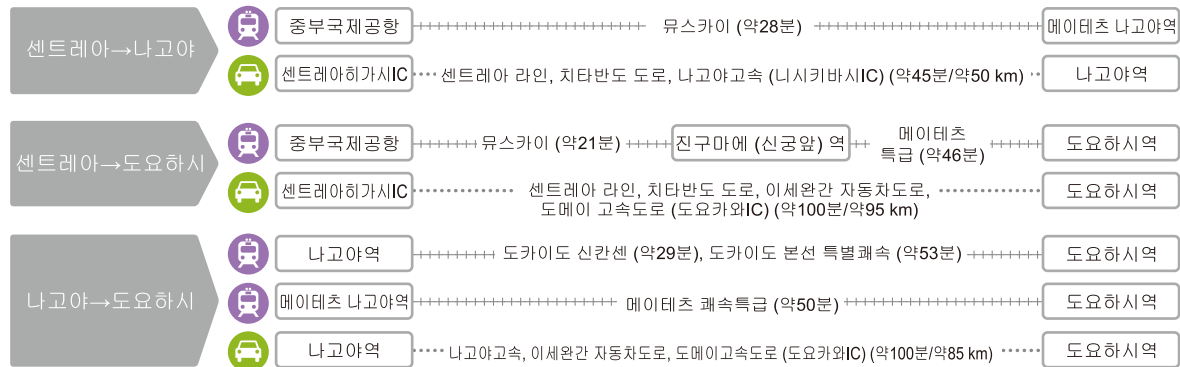 센트레아→나고야
중부국제공항 뮤스카이 (약28분) 메이테츠 나고야역
센트레아히가시IC 센트레아 라인, 치타반도 도로, 나고야고속 (니시키바시IC) (약45분/약50 km) 나고야역
센트레아→도요하시
중부국제공항 뮤스카이 (약21분) 진구마에 (신궁앞) 역 메이테츠
특급 (약46분) 도요하시역
센트레아히가시IC 센트레아 라인, 치타반도 도로, 이세완간 자동차도로,
도메이 고속도로 (도요카와IC) (약100분/약95 km) 도요하시역
나고야→도요하시
나고야역 도카이도 신칸센 (약29분), 도카이도 본선 특별쾌속 (약53분) 도요하시역
메이테츠 나고야역 메이테츠 쾌속특급 (약50분) 도요하시역
나고야역 나고야고속, 이세완간 자동차도로, 도메이고속도로 (도요카와IC) (약100분/약85 km) 도요하시역